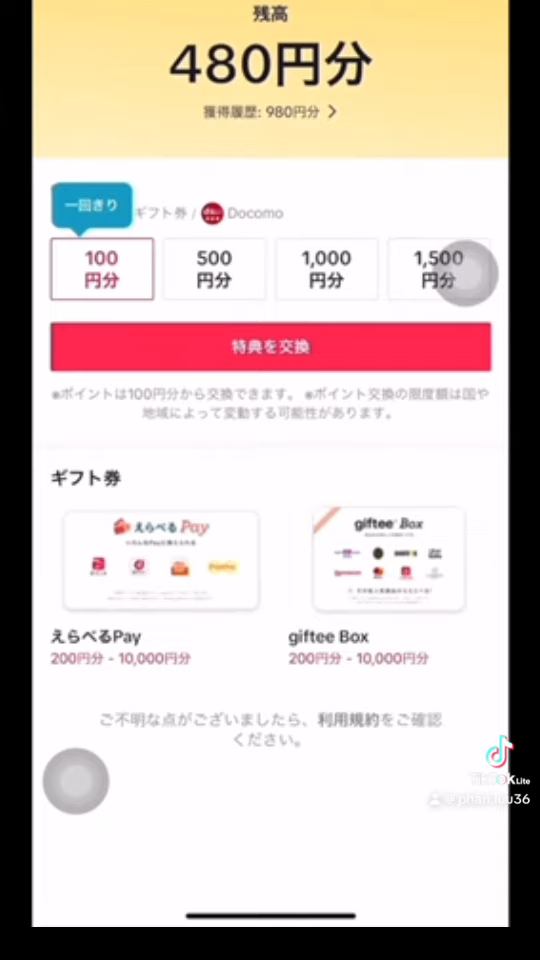 残高
480円分
獲得履歴: 980円分 >
一回きり
ギフト券 / Docomo
100
円分
500
円分
1,000
円分
1,500
円分
特典を交換
※ポイントは100円分から交換できます。 ※ポイント交換の限度額は国や
地域によって変動する可能性があります。
ギフト券
えらべるPay
giftee Box
えらべるPay
200円分 - 10,000円分
giftee Box
200円分 - 10,000円分
ご不明な点がございましたら、利用規約をご確認
ください。
TikTok Lite